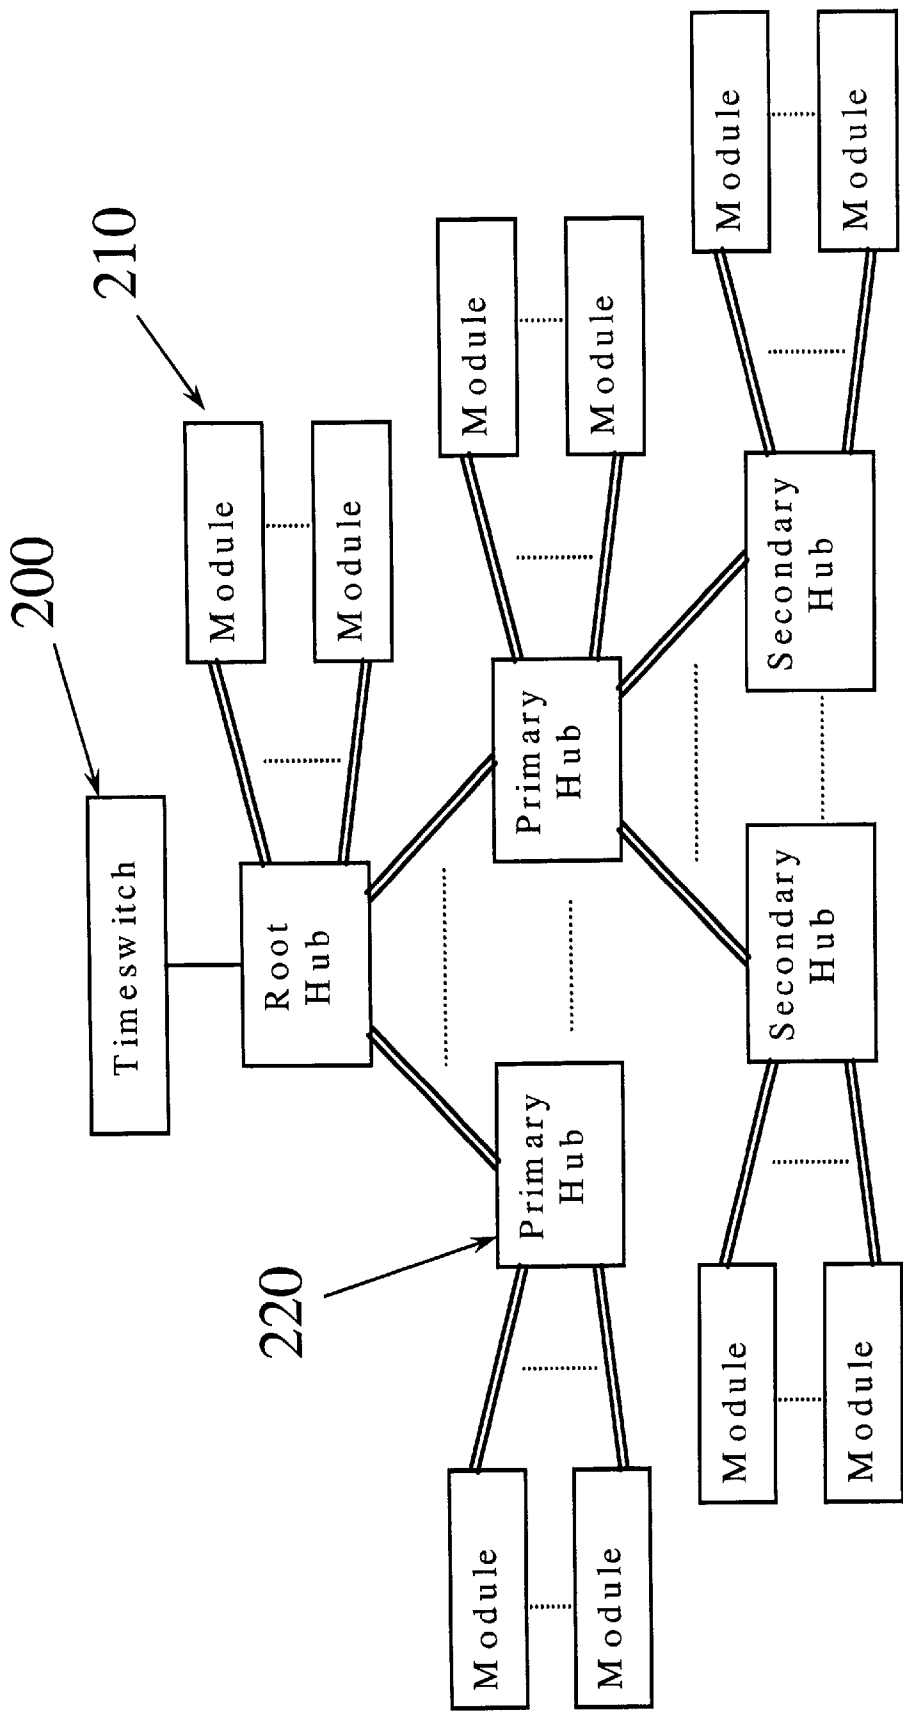 200
Timeswitch
210
Module
Module
Root
Hub
220
Primary
Hub
Primary
Hub
Module
Module
Module
Module
Secondary
Hub
Secondary
Hub
Module
Module
Module
Module